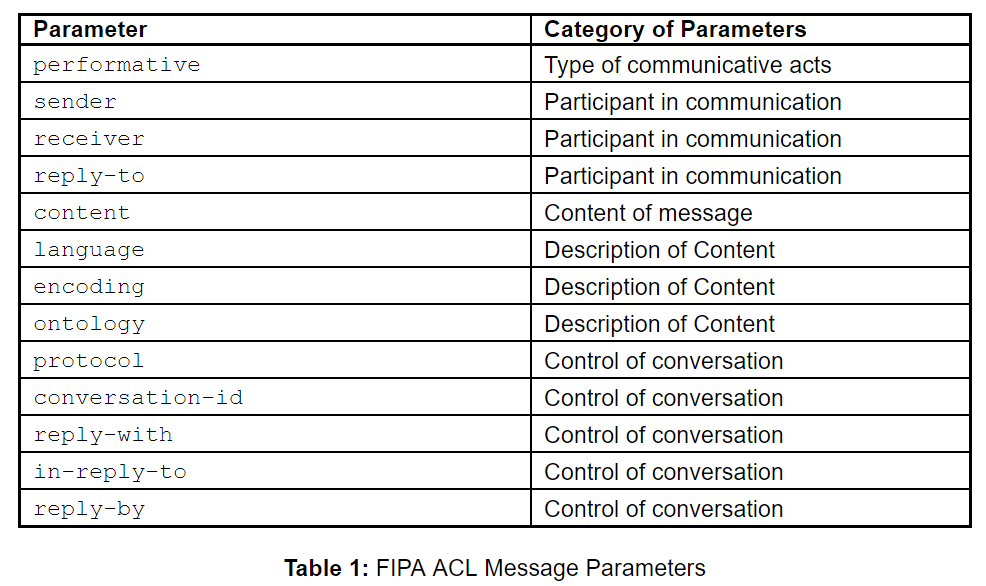 Parameter Category of Parameters
performative Type of communicative acts
sender Participant in communication
receiver Participant in communication
reply-to Participant in communication
content Content of message
language Description of Content
encoding Description of Content
ontology Description of Content
protocol Control of conversation
conversation-id Control of conversation
reply-with Control of conversation
in-reply-to Control of conversation
reply-by Control of conversation
Table 1: FIPA ACL Message Parameters